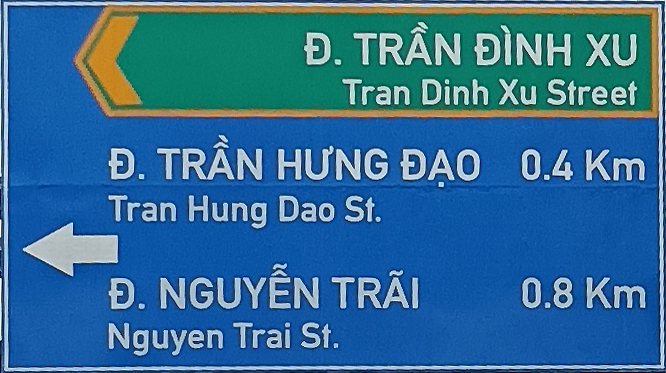 Đ. TRẦN ĐÌNH XU
Tran Dinh Xu Street
Đ. TRẦN HƯNG ĐẠO 0.4 Km
Tran Hung Dao St.
Đ. NGUYỄN TRÃI 0.8 Km
Nguyen Trai St.